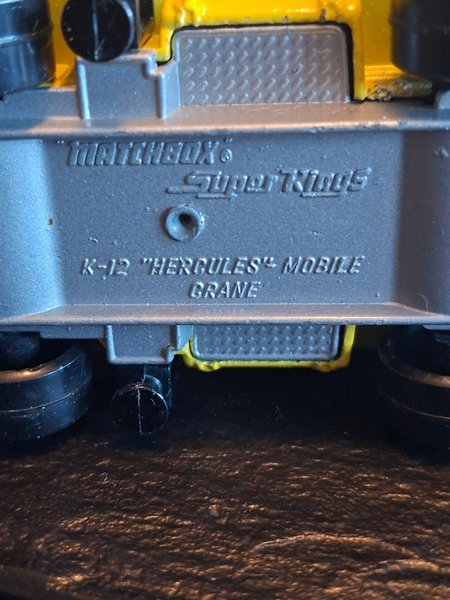 "MATCHBOX"®
Super Kings
K-12 "HERCULES" MOBILE
CRANE